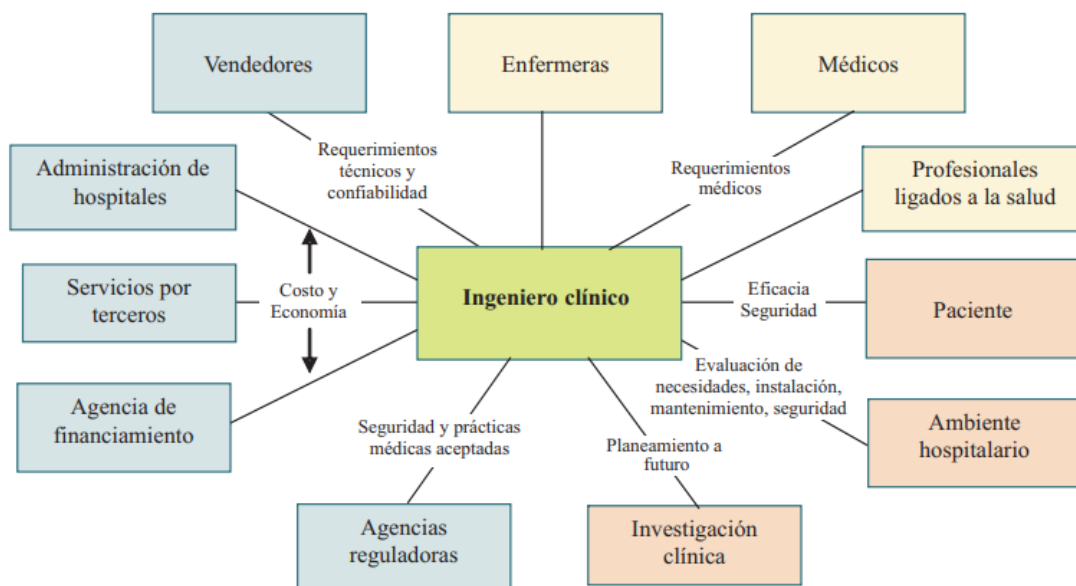 Vendedores
Enfermeras
Médicos
Requerimientos
técnicos y
confiabilidad
Requerimientos
médicos
Administración de
hospitales
Profesionales
ligados a la salud
Servicios por
terceros
Costo y
Economía
Ingeniero clínico
Eficacia
Seguridad
Paciente
Agencia de
financiamiento
Evaluación de
necesidades, instalación,
mantenimiento, seguridad
Ambiente
hospitalario
Seguridad y prácticas
médicas aceptadas
Planeamiento a
futuro
Agencias
reguladoras
Investigación
clínica